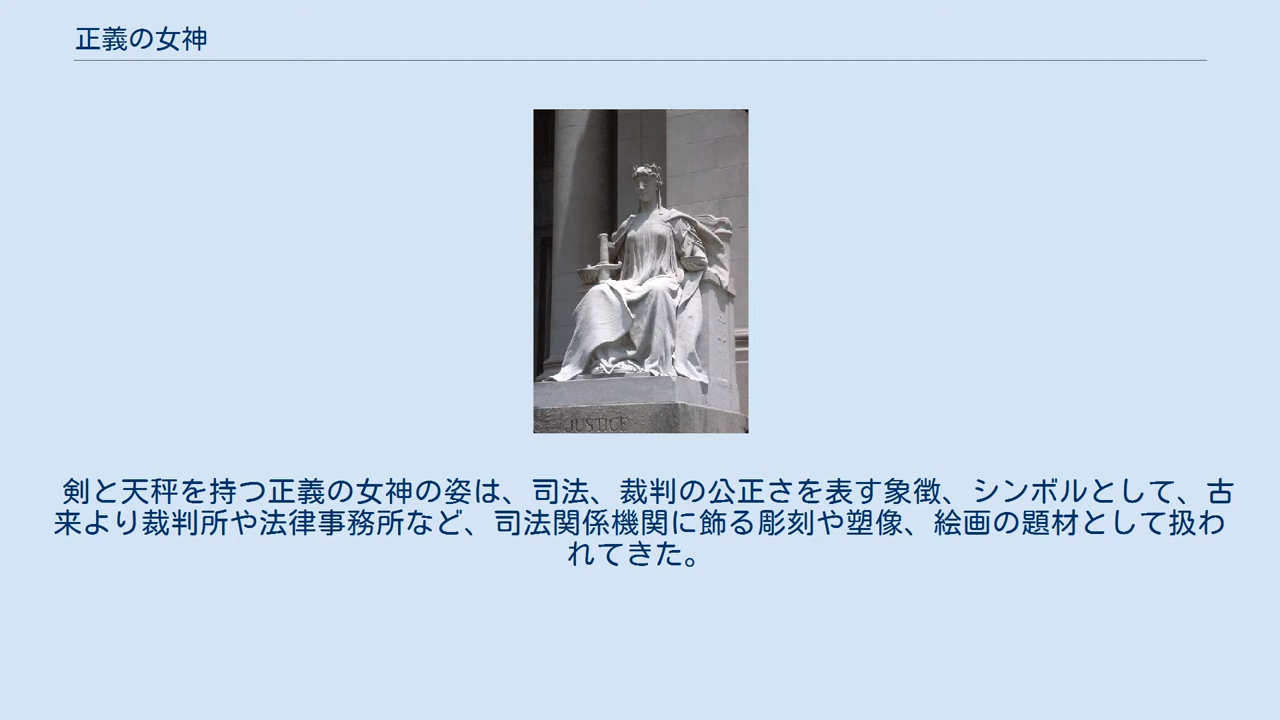 正義の女神
JUSTICE
剣と天秤を持つ正義の女神の姿は、司法、裁判の公正さを表す象徴、シンボルとして、古
来より裁判所や法律事務所など、司法関係機関に飾る彫刻や塑像、絵画の題材として扱わ
れてきた。